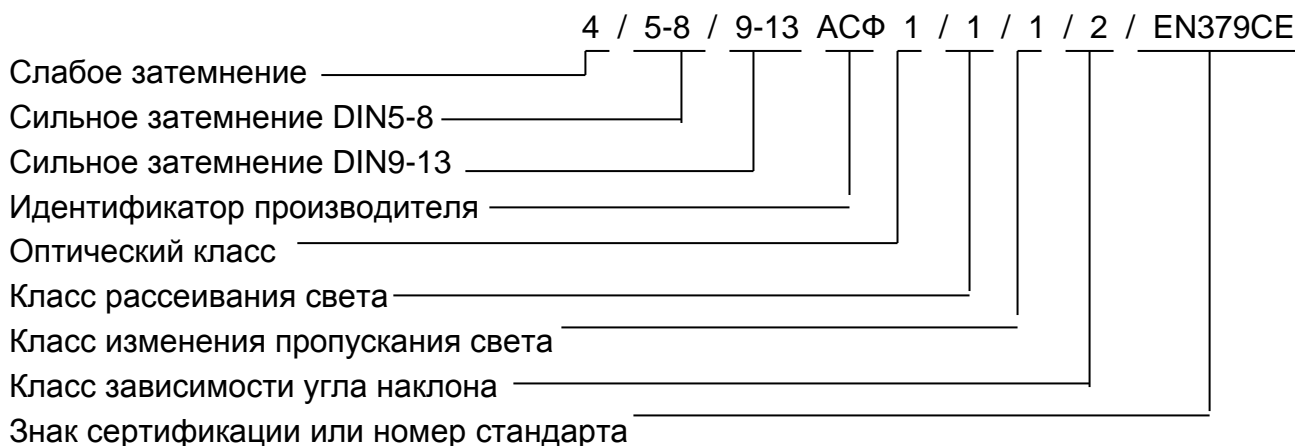 4 / 5-8 / 9-13 АСФ 1 / 1 / 1 / 2 / EN379CE
Слабое затемнение
Сильное затемнение DIN5-8
Сильное затемнение DIN9-13
Идентификатор производителя
Оптический класс
Класс рассеивания света
Класс изменения пропускания света
Класс зависимости угла наклона
Знак сертификации или номер стандарта